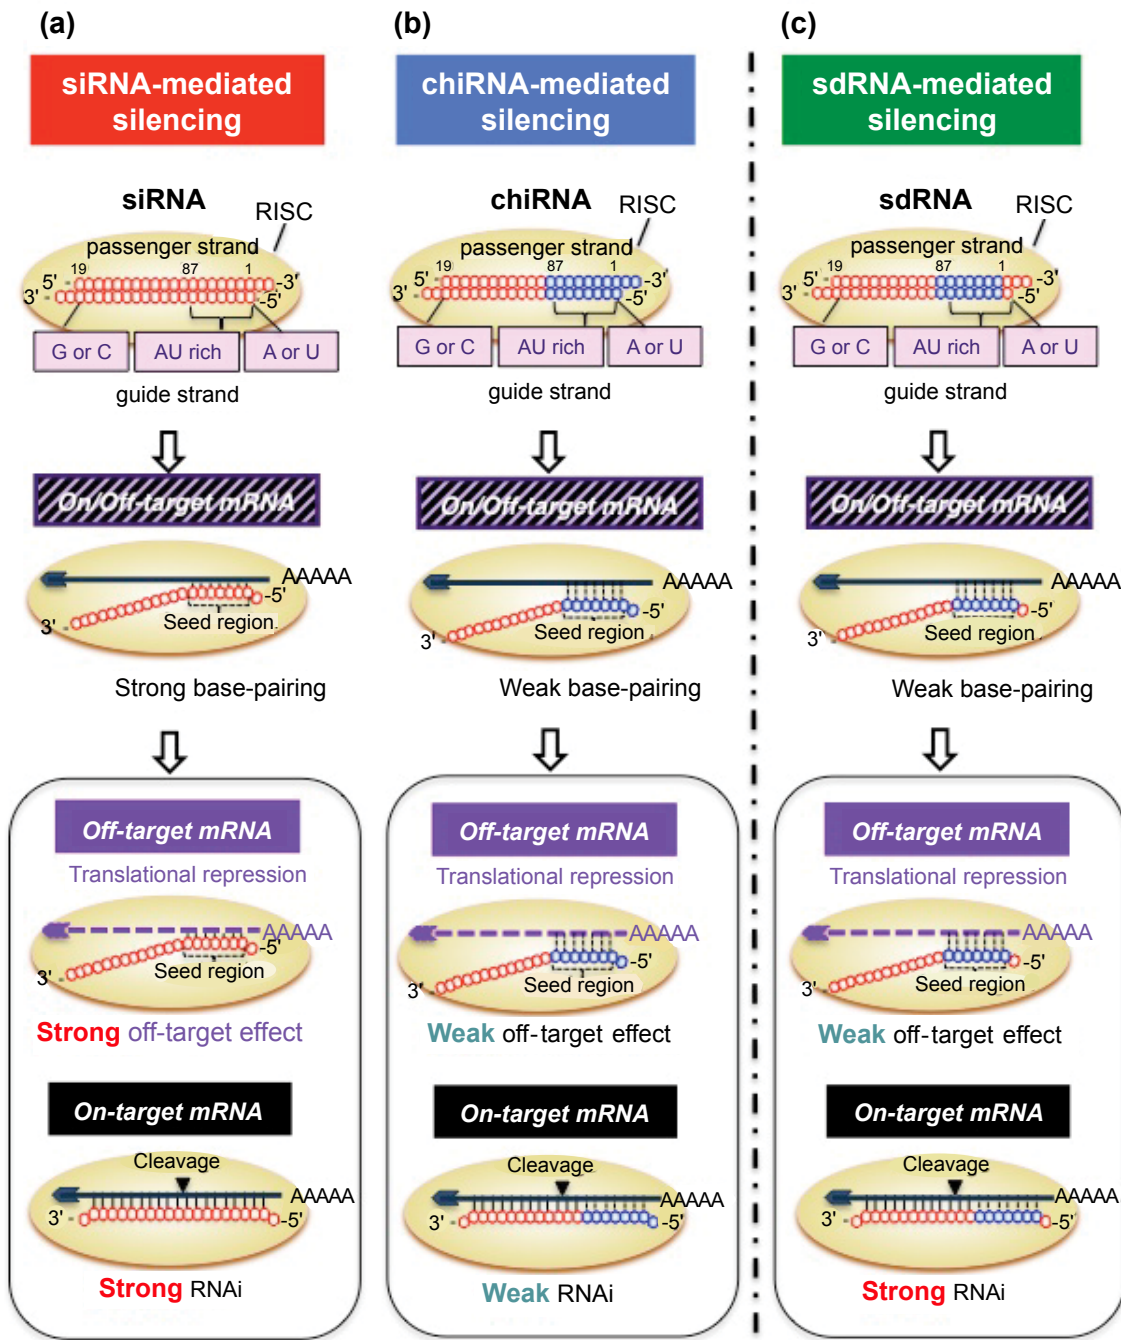 (a)
siRNA-mediated
silencing
siRNA
RISC
passenger strand
19 87 1
5' -3'
3' -5'
G or C AU rich A or U
guide strand
On/Off-target mRNA
AAAAA
-5'
3' Seed region
Strong base-pairing
Off-target mRNA
Translational repression
AAAAA
-5'
3' Seed region
Strong off-target effect
On-target mRNA
Cleavage
AAAAA
3' -5'
Strong RNAi
(b)
chiRNA-mediated
silencing
chiRNA
RISC
passenger strand
19 87 1
5' -3'
3' -5'
G or C AU rich A or U
guide strand
On/Off-target mRNA
AAAAA
-5'
3' Seed region
Weak base-pairing
Off-target mRNA
Translational repression
AAAAA
-5'
3' Seed region
Weak off-target effect
On-target mRNA
Cleavage
AAAAA
3' -5'
Weak RNAi
(c)
sdRNA-mediated
silencing
sdRNA
RISC
passenger strand
19 87 1
5' -3'
3' -5'
G or C AU rich A or U
guide strand
On/Off-target mRNA
AAAAA
-5'
3' Seed region
Weak base-pairing
Off-target mRNA
Translational repression
AAAAA
-5'
3' Seed region
Weak off-target effect
On-target mRNA
Cleavage
AAAAA
3' -5'
Strong RNAi